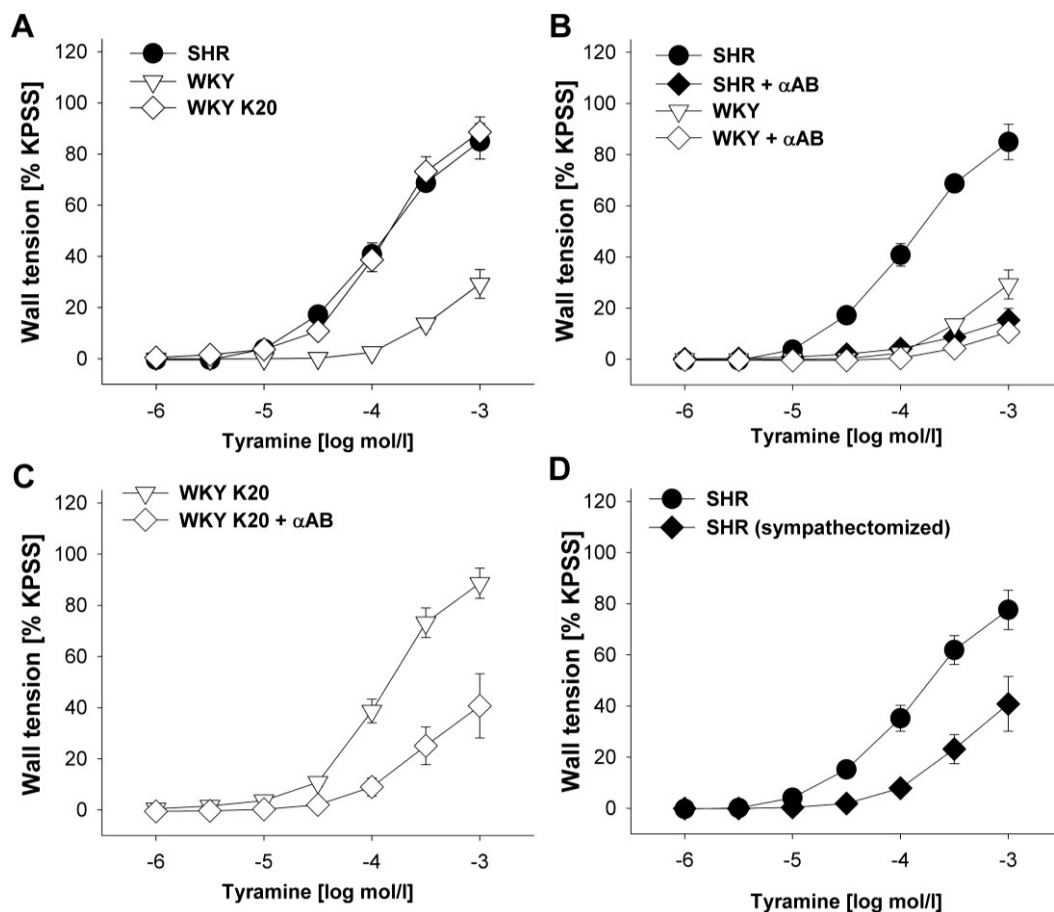 A
SHR
WKY
WKY K20
Wall tension [% KPSS]
120
100
80
60
40
20
0
-6 -5 -4 -3
Tyramine [log mol/l]
B
SHR
SHR + αAB
WKY
WKY + αAB
Wall tension [% KPSS]
120
100
80
60
40
20
0
-6 -5 -4 -3
Tyramine [log mol/l]
C
WKY K20
WKY K20 + αAB
Wall tension [% KPSS]
120
100
80
60
40
20
0
-6 -5 -4 -3
Tyramine [log mol/l]
D
SHR
SHR (sympathectomized)
Wall tension [% KPSS]
120
100
80
60
40
20
0
-6 -5 -4 -3
Tyramine [log mol/l]